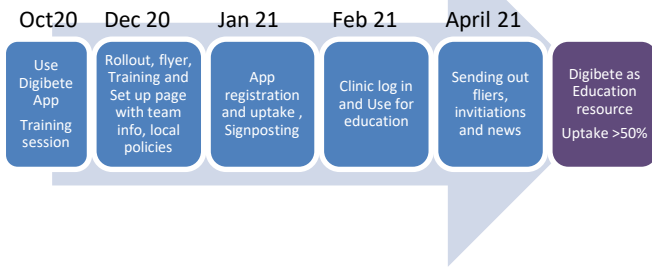 Oct20
Dec 20
Jan 21
Feb 21
April 21
Use
Digibete
App
Training
session
Rollout, flyer,
Training and
Set up page
with team
info, local
policies
App
registration
and uptake ,
Signposting
Clinic log in
and Use for
education
Sending out
fliers,
invitiations
and news
Digibete as
Education
resource
Uptake >50%